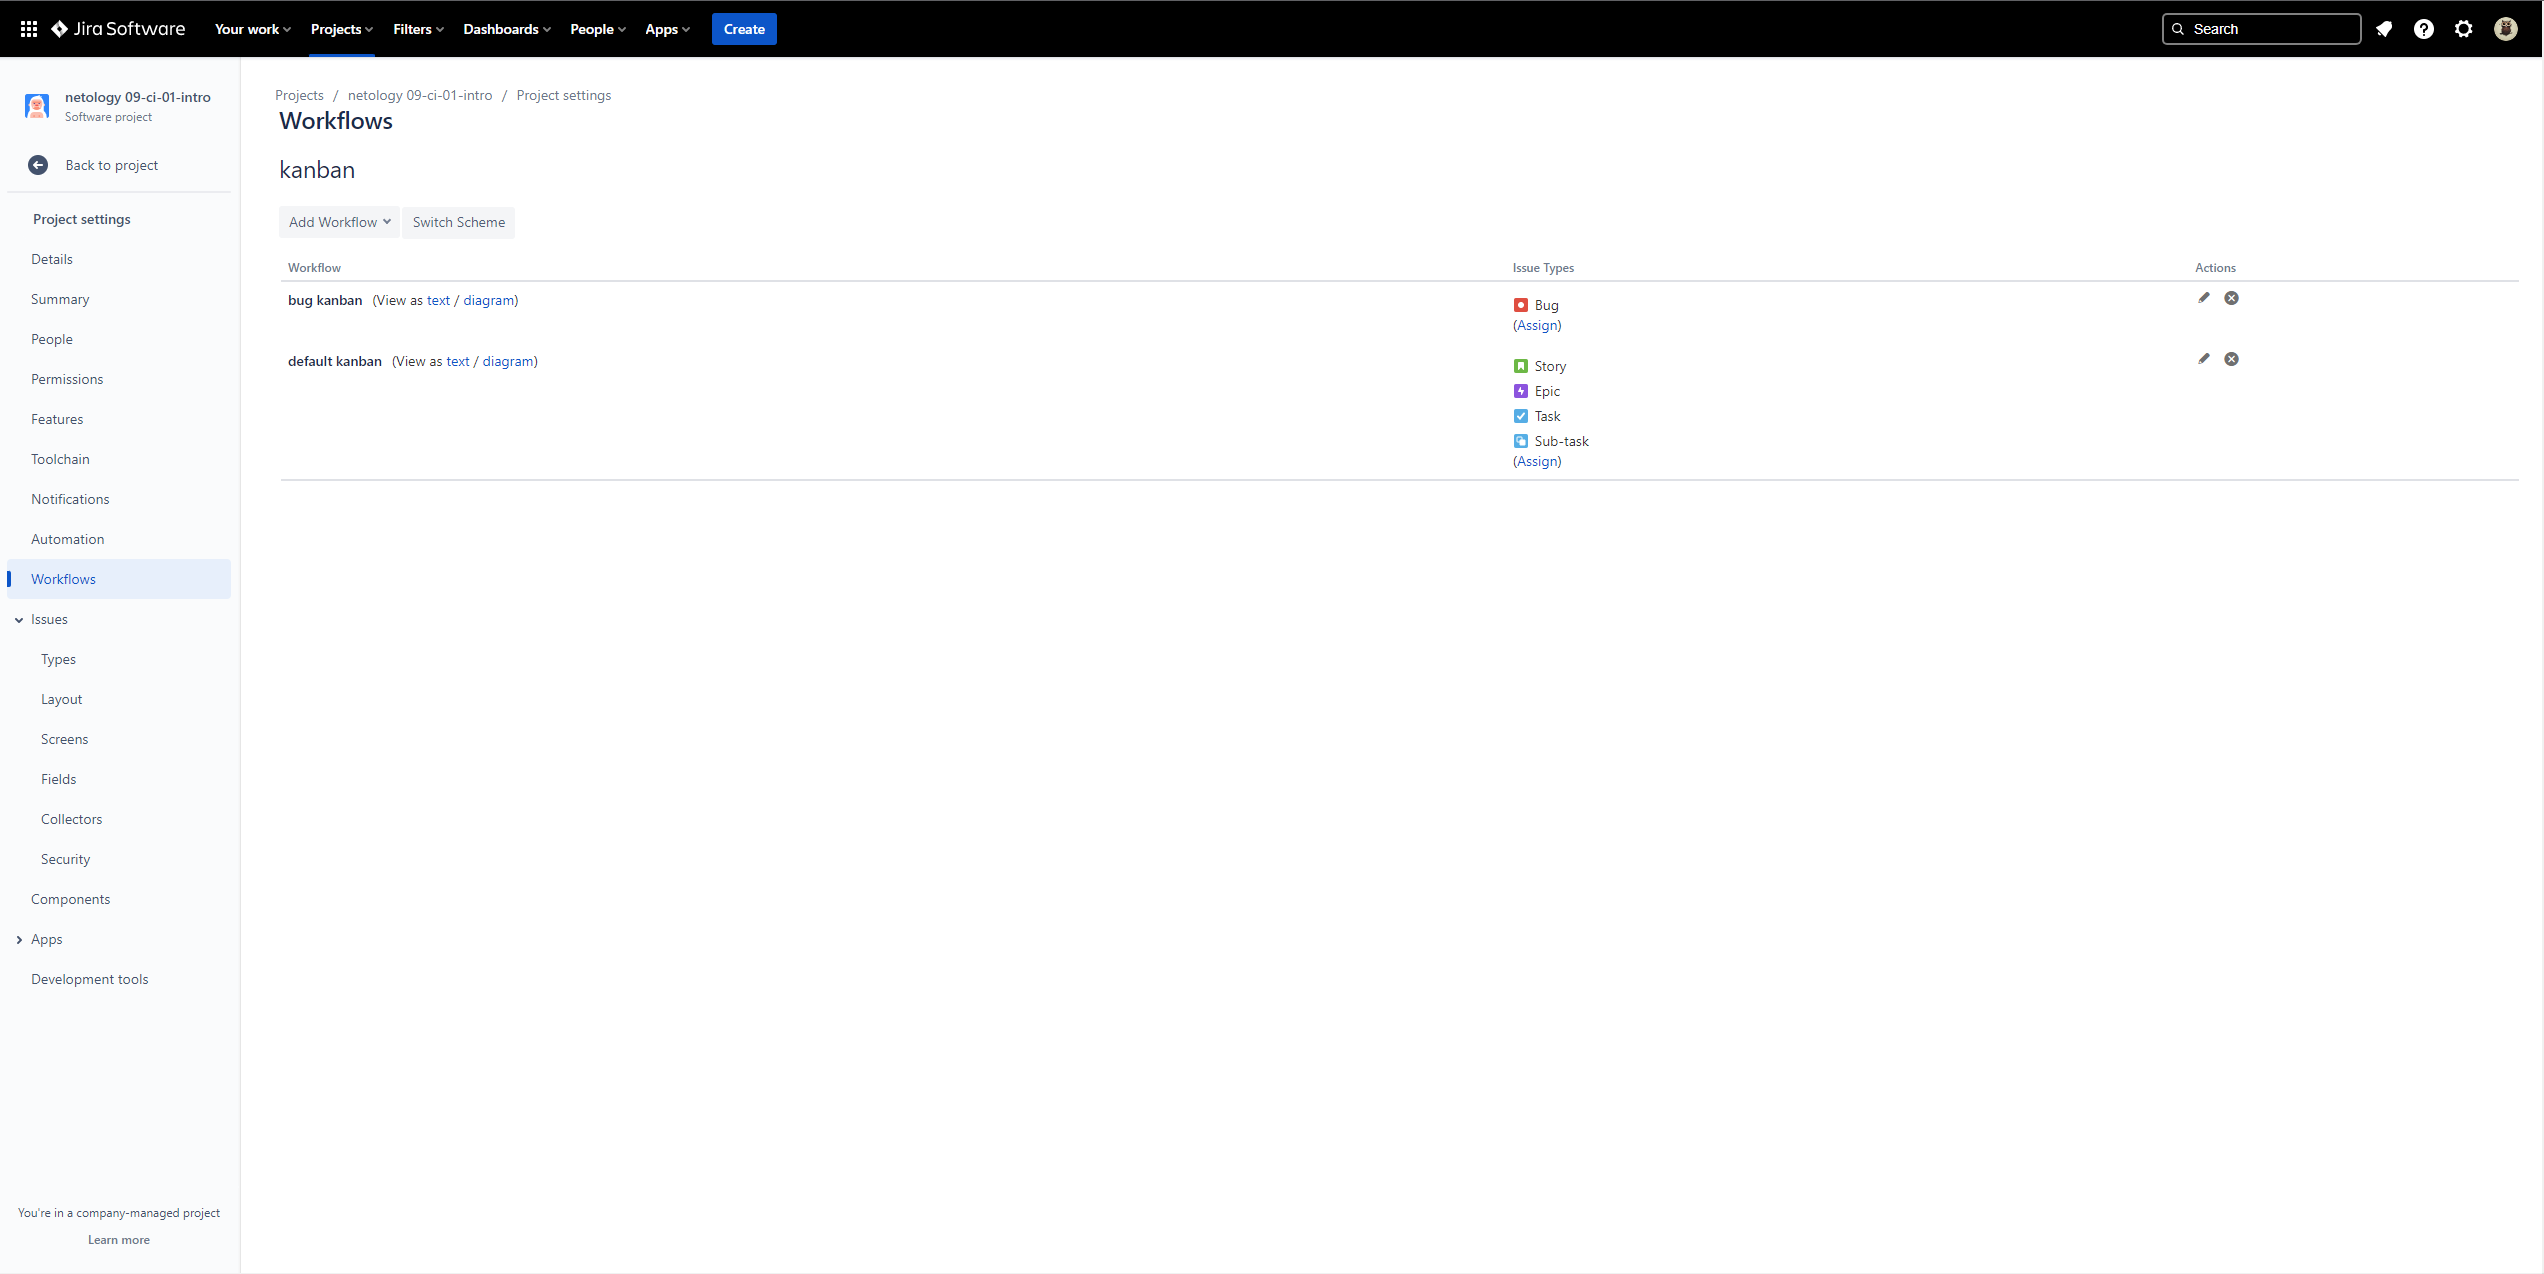 Jira Software Your work Projects Filters Dashboards People Apps Create Search
netology 09-ci-01-intro
Software project
Back to project
Project settings
Details
Summary
People
Permissions
Features
Toolchain
Notifications
Automation
Workflows
Issues
Types
Layout
Screens
Fields
Collectors
Security
Components
Apps
Development tools
You're in a company-managed project
Learn more
Projects / netology 09-ci-01-intro / Project settings
Workflows
kanban
Add Workflow Switch Scheme
Workflow Issue Types Actions
bug kanban (View as text / diagram)
Bug
(Assign)
default kanban (View as text / diagram)
Story
Epic
Task
Sub-task
(Assign)